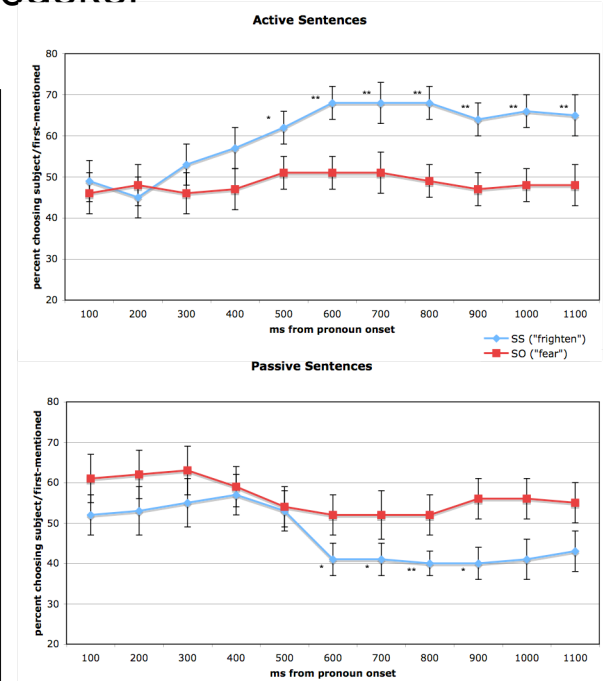 Active Sentences
percent choosing subject/first-mentioned
80
70
60
50
40
30
20
* ** ** ** ** ** **
100 200 300 400 500 600 700 800 900 1000 1100
ms from pronoun onset
SS ("frighten")
SO ("fear")
Passive Sentences
percent choosing subject/first-mentioned
80
70
60
50
40
30
20
* * ** *
100 200 300 400 500 600 700 800 900 1000 1100
ms from pronoun onset